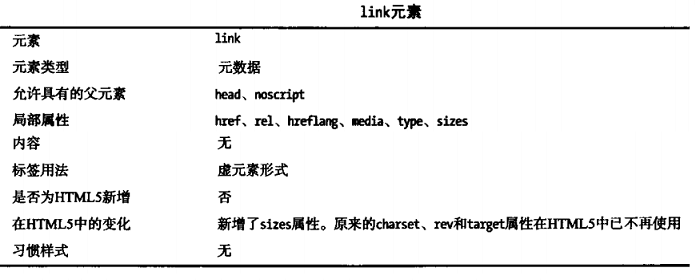 link元素
元素 link
元素类型 元数据
允许具有的父元素 head、noscript
局部属性 href、rel、hreflang、media、type、sizes
内容 无
标签用法 虚元素形式
是否为HTML5新增 否
在HTML5中的变化 新增了sizes属性。原来的charset、rev和target属性在HTML5中已不再使用
习惯样式 无